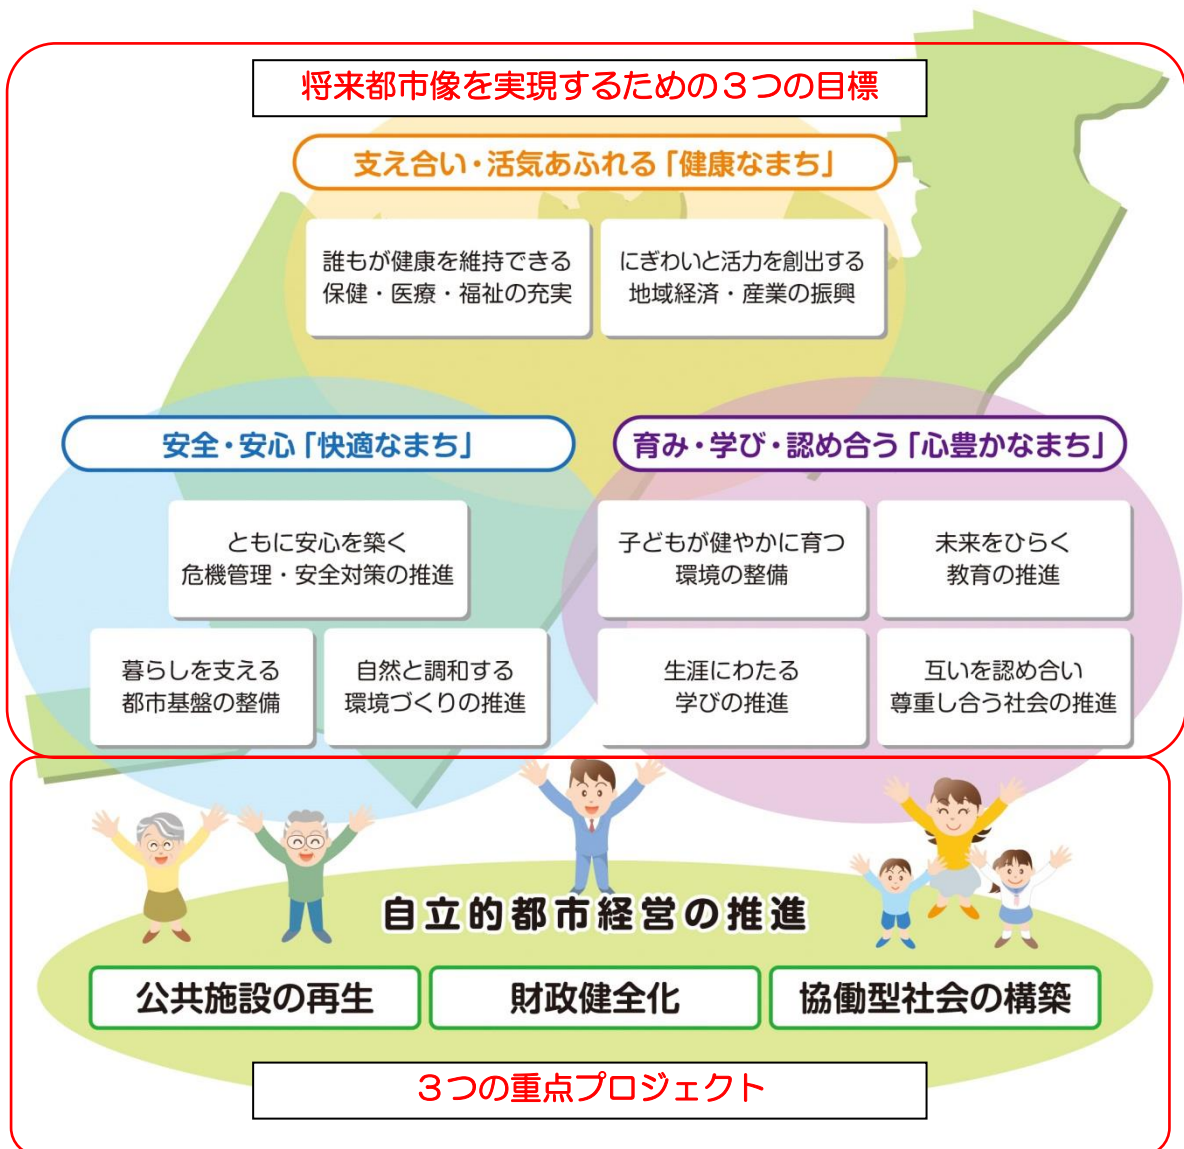 将来都市像を実現するための３つの目標
支え合い・活気あふれる「健康なまち」
誰もが健康を維持できる
保健・医療・福祉の充実
にぎわいと活力を創出する
地域経済・産業の振興
安全・安心「快適なまち」
ともに安心を築く
危機管理・安全対策の推進
暮らしを支える
都市基盤の整備
自然と調和する
環境づくりの推進
育み・学び・認め合う「心豊かなまち」
子どもが健やかに育つ
環境の整備
未来をひらく
教育の推進
生涯にわたる
学びの推進
互いを認め合い
尊重し合う社会の推進
自立的都市経営の推進
公共施設の再生
財政健全化
協働型社会の構築
３つの重点プロジェクト